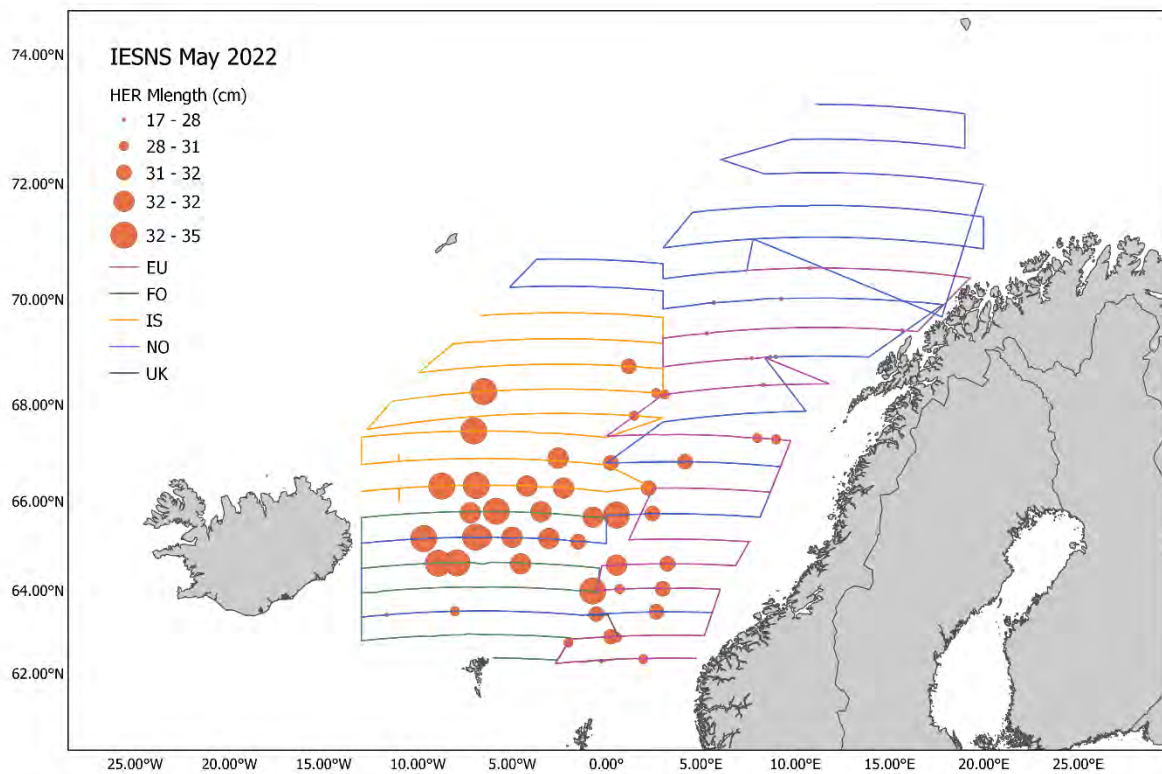 IESNS May 2022
HER Mlength (cm)
17 - 28
28 - 31
31 - 32
32 - 32
32 - 35
EU
FO
IS
NO
UK
74.00°N
72.00°N
70.00°N
68.00°N
66.00°N
64.00°N
62.00°N
25.00°W 20.00°W 15.00°W 10.00°W 5.00°W 0.00°E 5.00°E 10.00°E 15.00°E 20.00°E 25.00°E